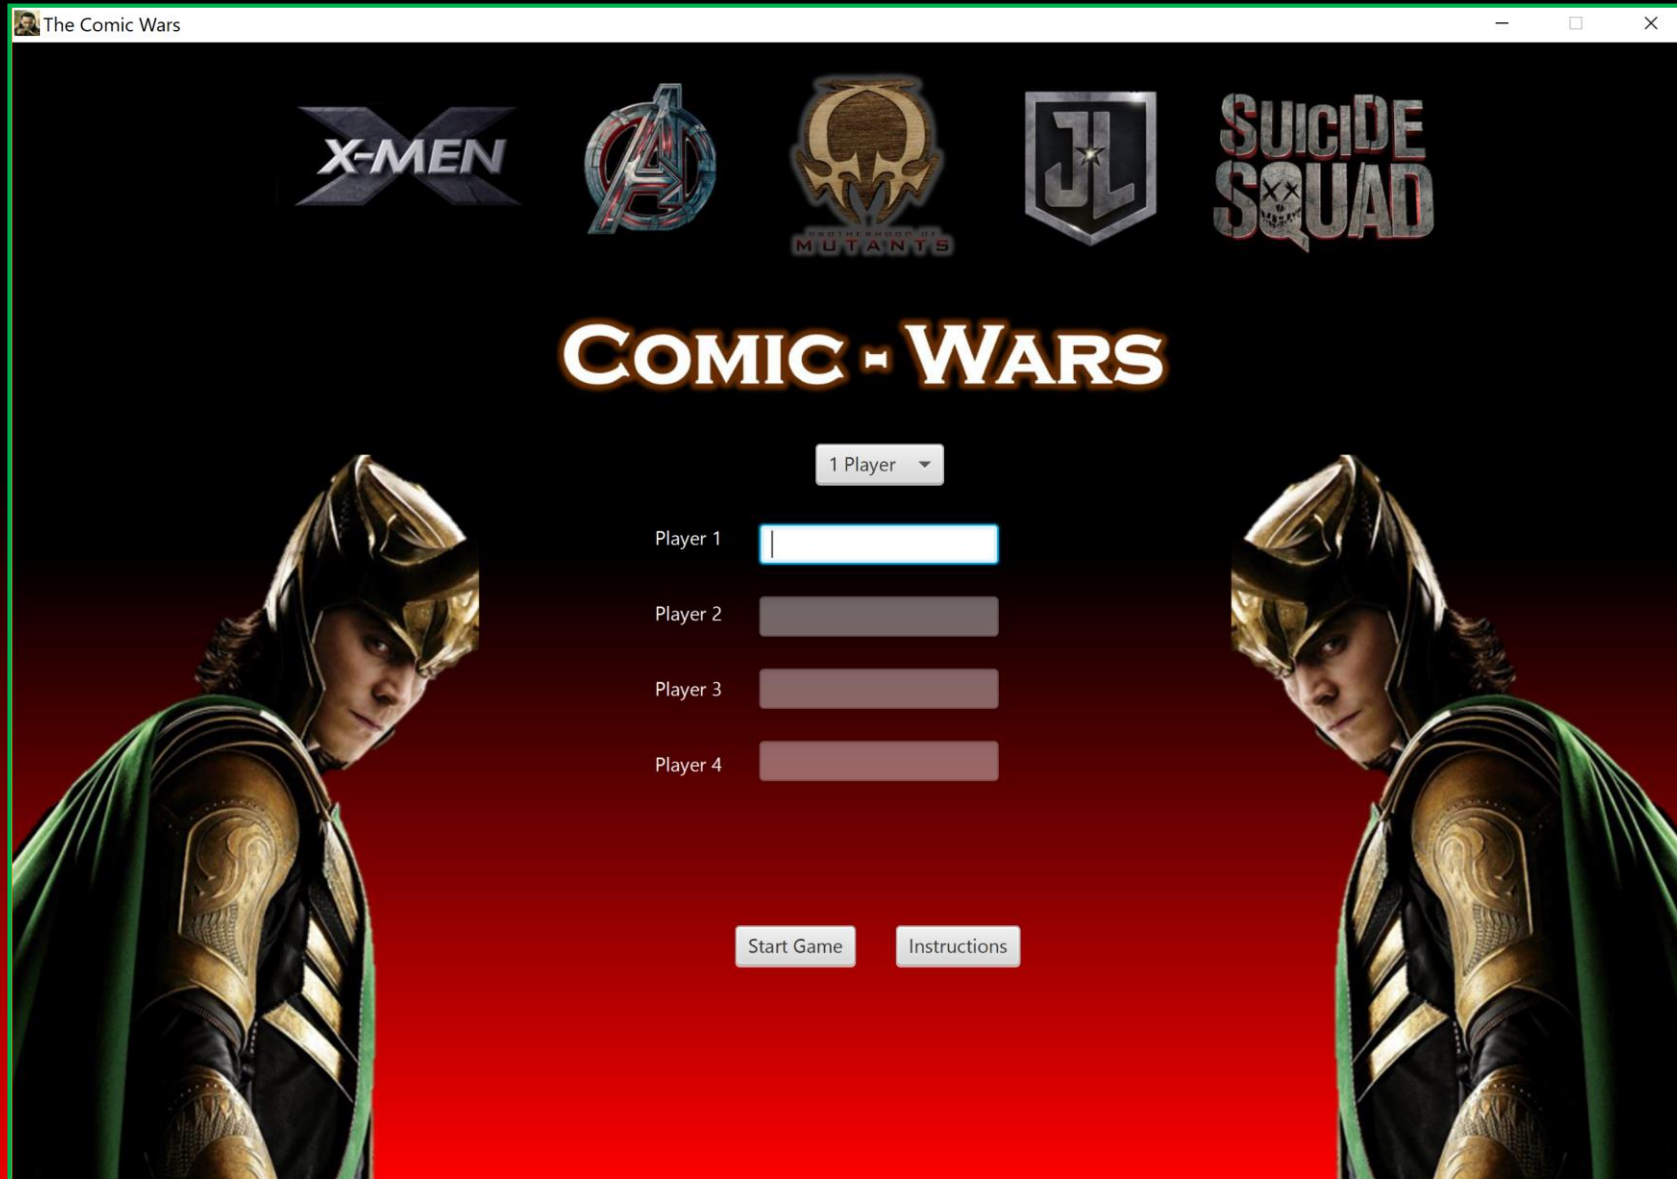 The Comic Wars
X-MEN
A
BROTHERHOOD OF
MUTANTS
JL
SUICIDE
SQUAD
COMIC - WARS
1 Player
Player 1
Player 2
Player 3
Player 4
Start Game
Instructions